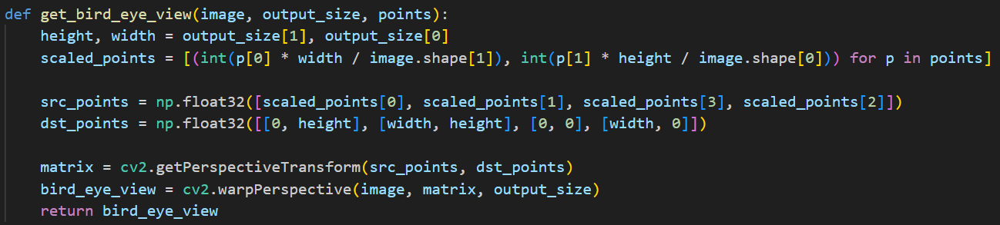 def get_bird_eye_view(image, output_size, points):
    height, width = output_size[1], output_size[0]
    scaled_points = [(int(p[0] * width / image.shape[1]), int(p[1] * height / image.shape[0])) for p in points]

    src_points = np.float32([scaled_points[0], scaled_points[1], scaled_points[3], scaled_points[2]])
    dst_points = np.float32([[0, height], [width, height], [0, 0], [width, 0]])

    matrix = cv2.getPerspectiveTransform(src_points, dst_points)
    bird_eye_view = cv2.warpPerspective(image, matrix, output_size)
    return bird_eye_view